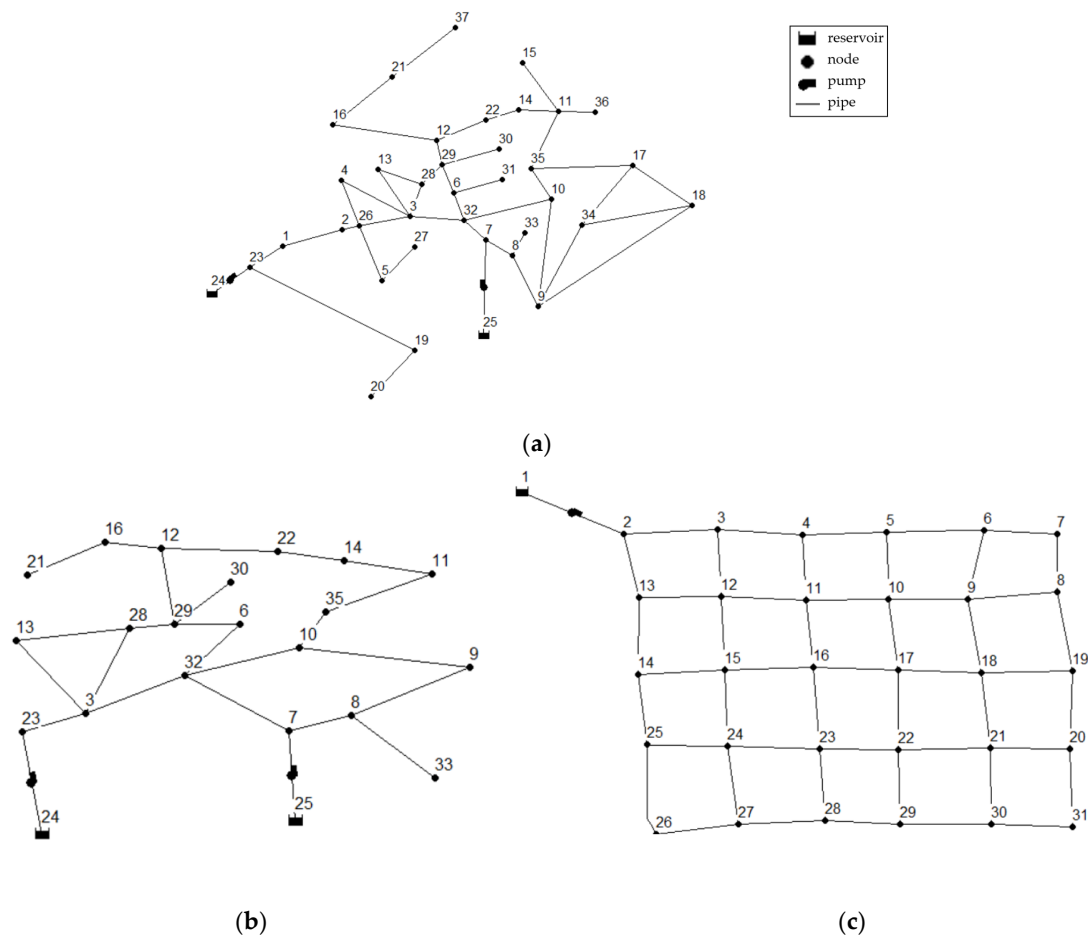 37
reservoir
node
pump
pipe
15
21
14 11 36
22
16
12
30
13 29
4 28 31
35 17
6 10 18
3 32 34
2 26 27 7 33
1 8
23 5
24 9
25
19
20
(a)
1
2 3 4 5 6 7
16 12 22 14 11
21 30
13 12 11 10 9 8
28 29 6 35
13 10
32 9
14 15 16 17 18 19
3 8
23 7
25 24 23 22 21 20
33
24 25
26 27 28 29 30 31
(b) (c)